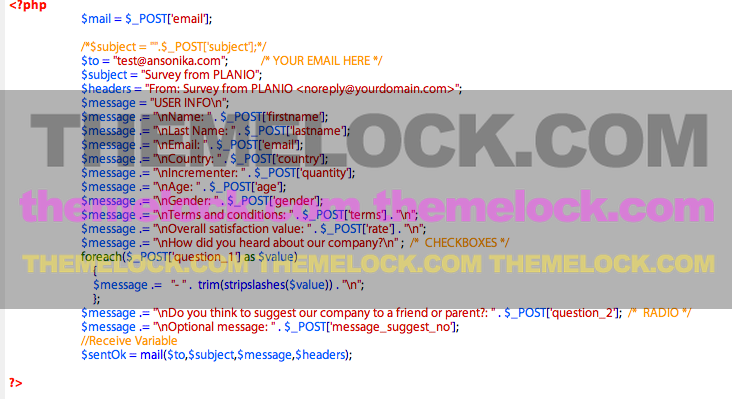 <?php
$mail = $_POST['email'];
/*$subject = "".$_POST['subject'];*/
$to = "test@ansonika.com"; /* YOUR EMAIL HERE */
$subject = "Survey from PLANIO";
$headers = "From: Survey from PLANIO <noreply@yourdomain.com>";
$message = "USER INFO\n";
$message .= "\nName: " . $_POST['firstname'];
$message .= "\nLast Name: " . $_POST['lastname'];
$message .= "\nEmail: " . $_POST['email'];
$message .= "\nCountry: " . $_POST['country'];
$message .= "\nIncrementer: " . $_POST['quantity'];
$message .= "\nAge: " . $_POST['age'];
$message .= "\nGender: " . $_POST['gender'];
$message .= "\nTerms and conditions: " . $_POST['terms'] . "\n";
$message .= "\nOverall satisfaction value: " . $_POST['rate'] . "\n";
$message .= "\nHow did you heard about our company?\n" ; /* CHECKBOXES */
foreach($_POST['question_1'] as $value)
{
$message .= "- " . trim(stripslashes($value)) . "\n";
};
$message .= "\nDo you think to suggest our company to a friend or parent?: " . $_POST['question_2']; /* RADIO */
$message .= "\nOptional message: " . $_POST['message_suggest_no'];
//Receive Variable
$sentOk = mail($to,$subject,$message,$headers);
?>
THEMELOCK.COM
themelock.com themelock.com
THEMELOCK.COM THEMELOCK.COM THEMELOCK.COM